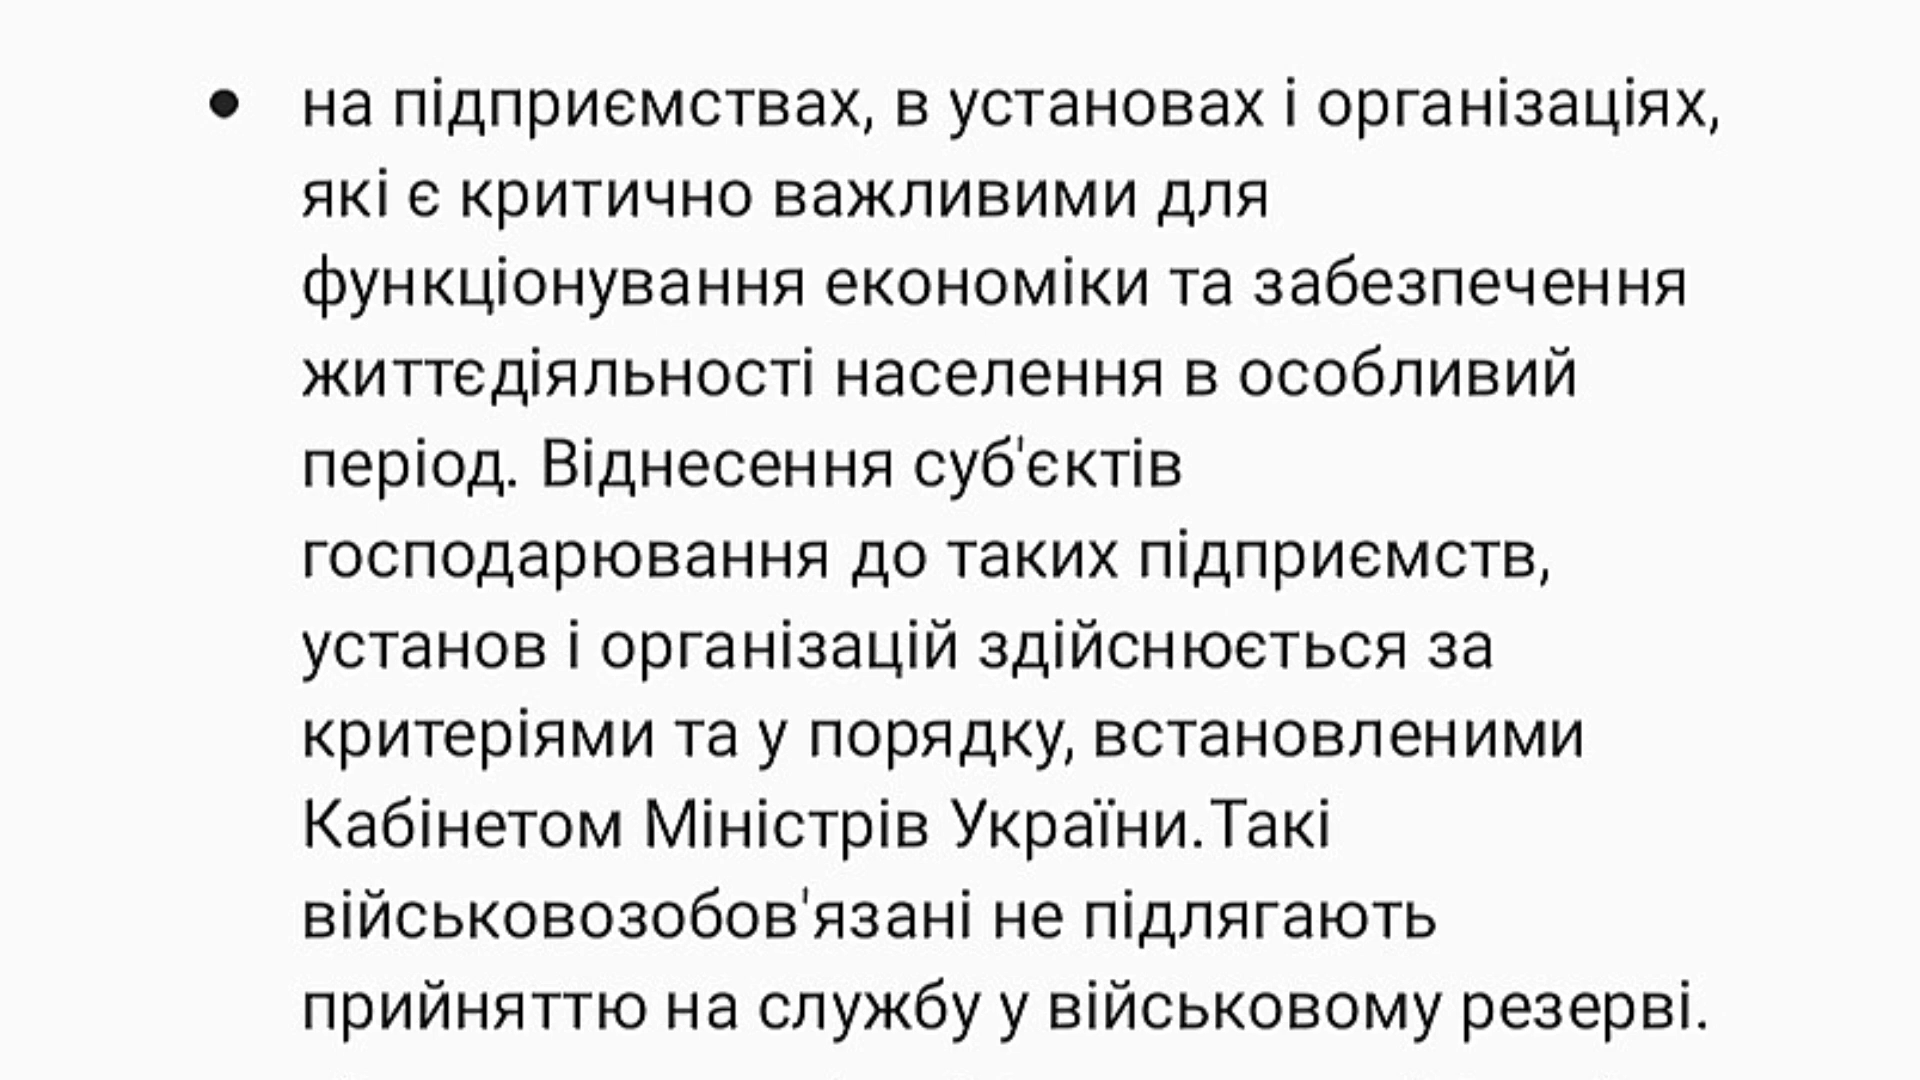 • на підприємствах, в установах і організаціях,
які є критично важливими для
функціонування економіки та забезпечення
життєдіяльності населення в особливий
період. Віднесення суб'єктів
господарювання до таких підприємств,
установ і організацій здійснюється за
критеріями та у порядку, встановленими
Кабінетом Міністрів України.Такі
військовозобов'язані не підлягають
прийняттю на службу у військовому резерві.